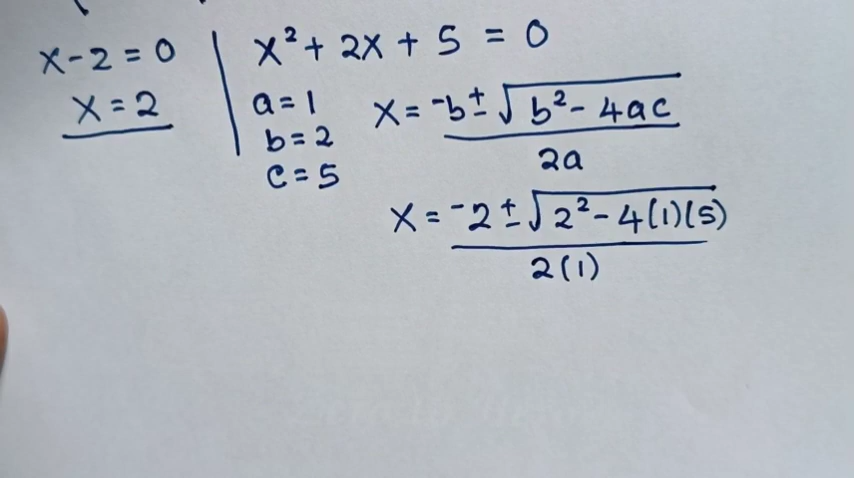 x-2=0
x=2
x²+2x+5=0
a=1
b=2
c=5
x= -b±√b²-4ac
2a
x= -2±√2²-4(1)(5)
2(1)